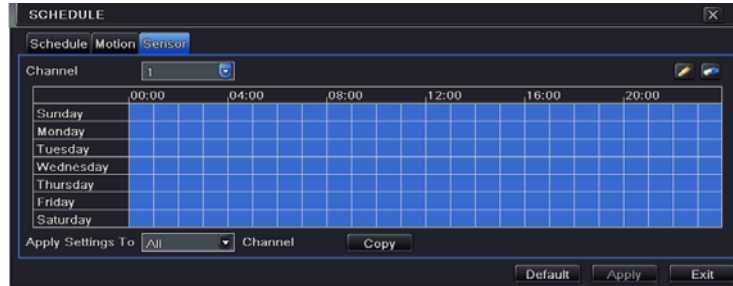 SCHEDULE
Schedule Motion Sensor
Channel 1
00:00 04:00 08:00 12:00 16:00 20:00
Sunday
Monday
Tuesday
Wednesday
Thursday
Friday
Saturday
Apply Settings To All Channel Copy
Default Apply Exit